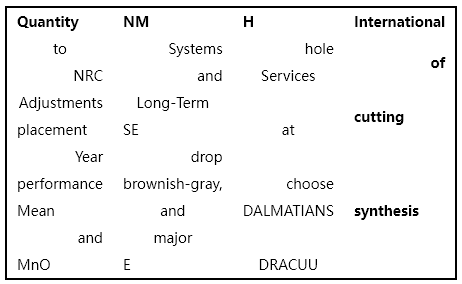 Quantity NM H International
to Systems hole
of
NRC and Services
Adjustments Long-Term
cutting
placement SE at
Year drop
performance brownish-gray, choose
Mean and DALMATIANS synthesis
and major
MnO E DRACUU